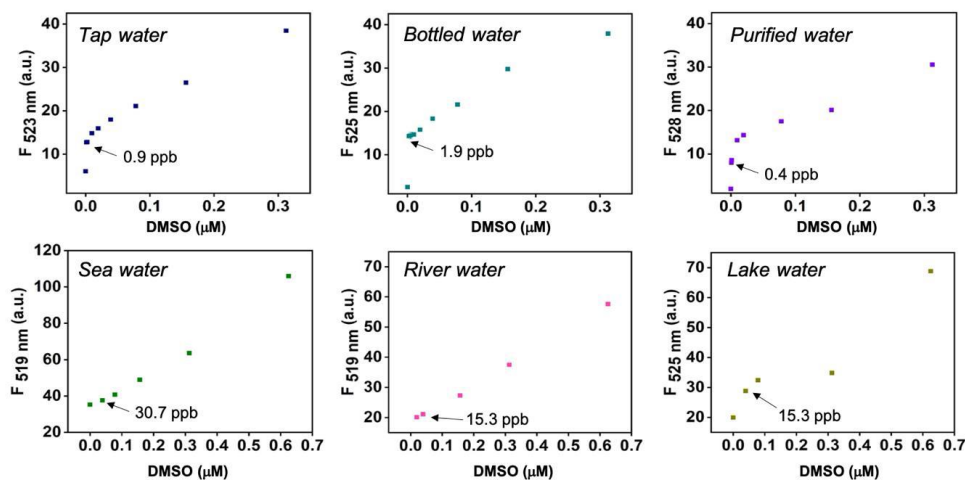 Tap water
40
30
20
10
0.9 ppb
0.0 0.1 0.2 0.3
DMSO (µM)
F 523 nm (a.u.)
Bottled water
40
30
20
10
1.9 ppb
0.0 0.1 0.2 0.3
DMSO (µM)
F 525 nm (a.u.)
Purified water
40
30
20
10
0.4 ppb
0.0 0.1 0.2 0.3
DMSO (µM)
F 528 nm (a.u.)
Sea water
120
100
80
60
40
20
30.7 ppb
0.0 0.1 0.2 0.3 0.4 0.5 0.6 0.7
DMSO (µM)
F 519 nm (a.u.)
River water
70
60
50
40
30
20
15.3 ppb
0.0 0.1 0.2 0.3 0.4 0.5 0.6 0.7
DMSO (µM)
F 519 nm (a.u.)
Lake water
70
60
50
40
30
20
15.3 ppb
0.0 0.1 0.2 0.3 0.4 0.5 0.6 0.7
DMSO (µM)
F 525 nm (a.u.)